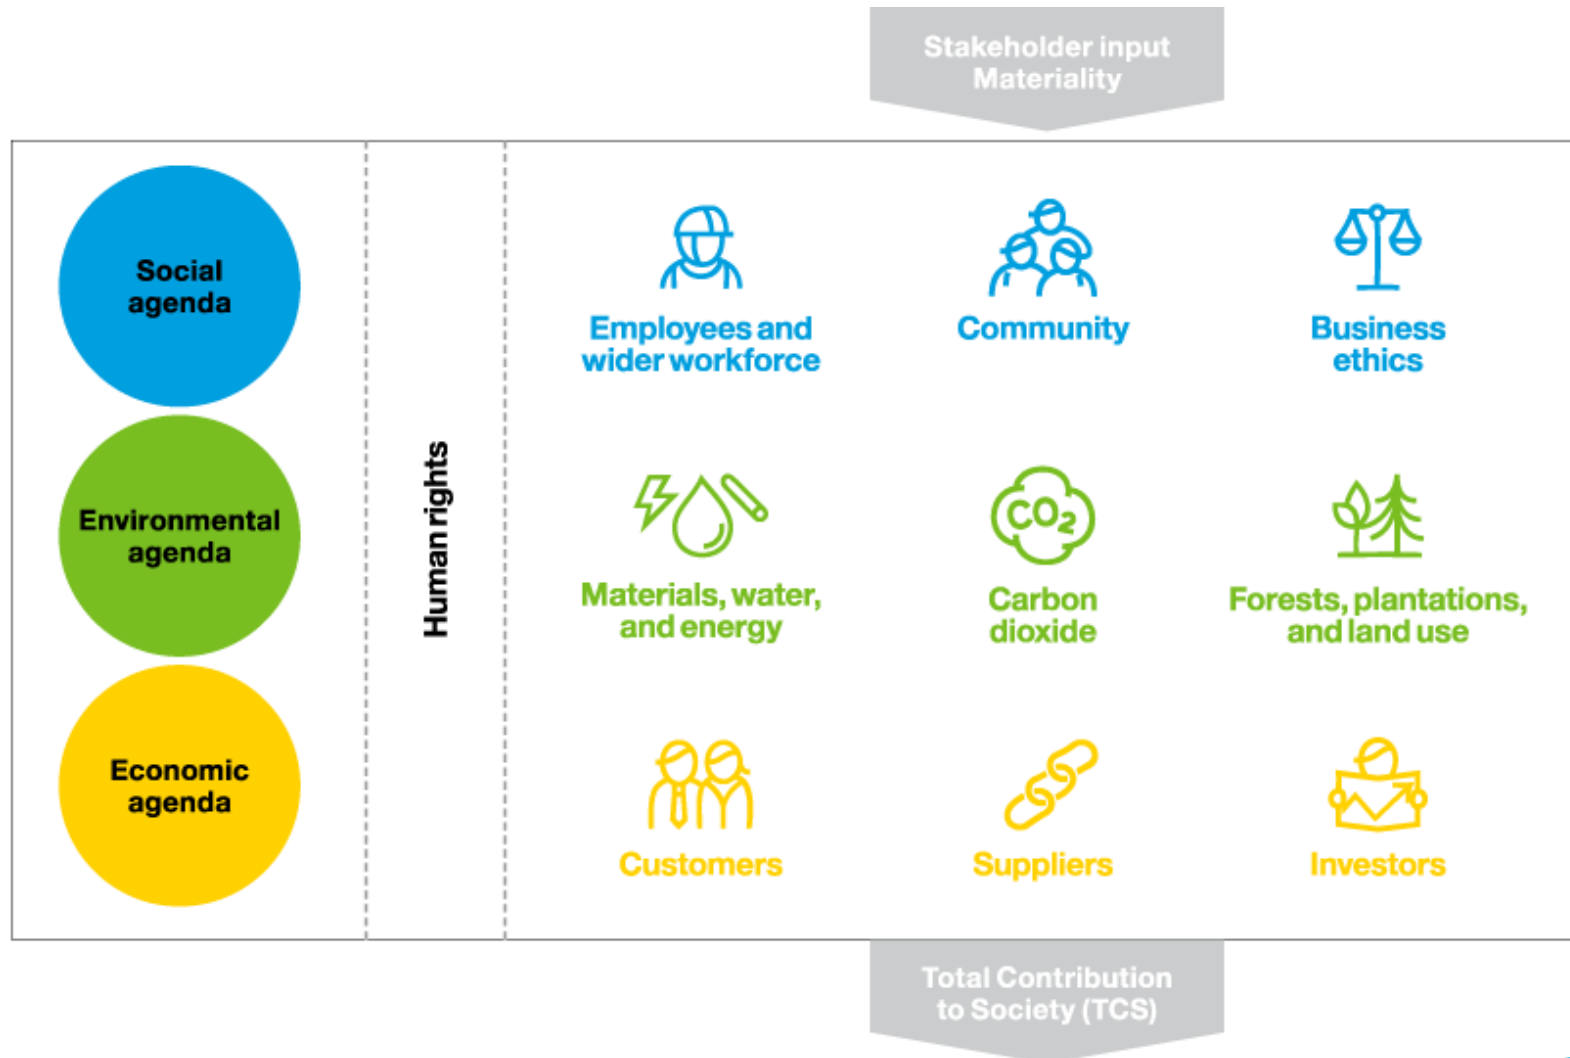 Stakeholder input
Materiality
Social
agenda
Environmental
agenda
Economic
agenda
Human rights
Employees and
wider workforce
Community
Business
ethics
Materials, water,
and energy
CO2
Carbon
dioxide
Forests, plantations,
and land use
Customers
Suppliers
Investors
Total Contribution
to Society (TCS)